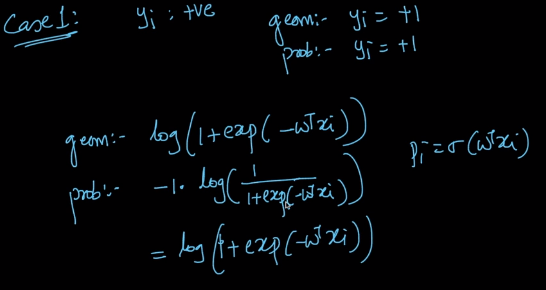 Case 1: yᵢ : +ve geom:- yᵢ = +1
prob:- yᵢ = +1
geom:- log(1+exp(-wᵀxᵢ))
pᵢ = σ(wᵀxᵢ)
prob:- -1. log(1/(1+exp(-wᵀxᵢ)))
= log(1+exp(-wᵀxᵢ))